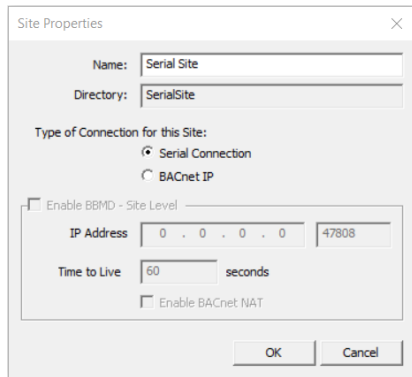 Site Properties
Name: Serial Site
Directory: SerialSite
Type of Connection for this Site:
Serial Connection
BACnet IP
Enable BBMD - Site Level
IP Address 0 . 0 . 0 . 0 47808
Time to Live 60 seconds
Enable BACnet NAT
OK Cancel